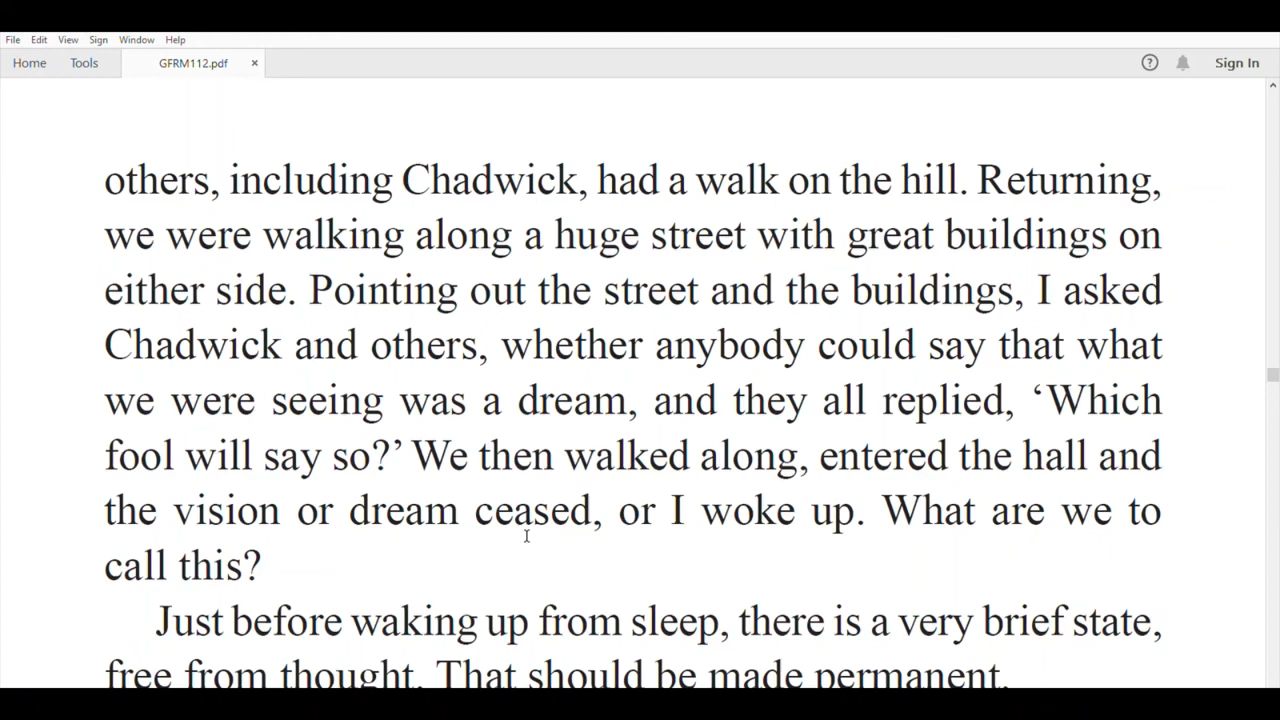 File Edit View Sign Window Help
Home Tools GFRM112.pdf × ? Sign In
others, including Chadwick, had a walk on the hill. Returning,
we were walking along a huge street with great buildings on
either side. Pointing out the street and the buildings, I asked
Chadwick and others, whether anybody could say that what
we were seeing was a dream, and they all replied, ‘Which
fool will say so?’ We then walked along, entered the hall and
the vision or dream ceased, or I woke up. What are we to
call this?
Just before waking up from sleep, there is a very brief state,
free from thought. That should be made permanent.